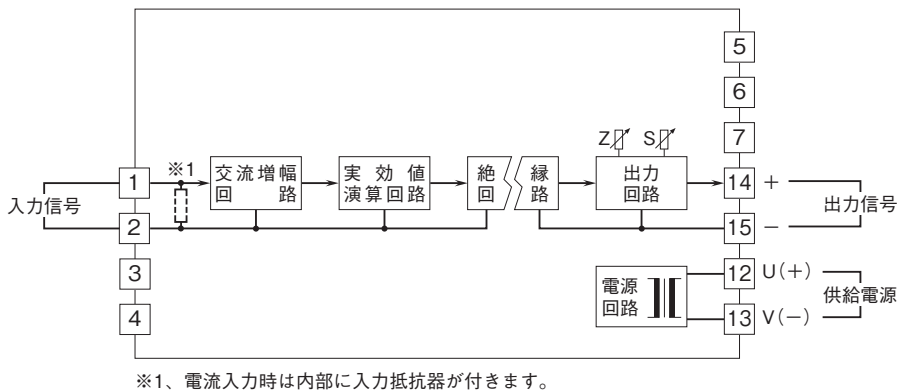 5
6
7
Z S
※1
1
交流増幅
回 路
実 効 値
演算回路
絶 縁
回 路
出力
回路
14 +
入力信号
出力信号
2
15 −
3
4
電源
回路
12 U(+)
供給電源
13 V(−)
※1、電流入力時は内部に入力抵抗器が付きます。